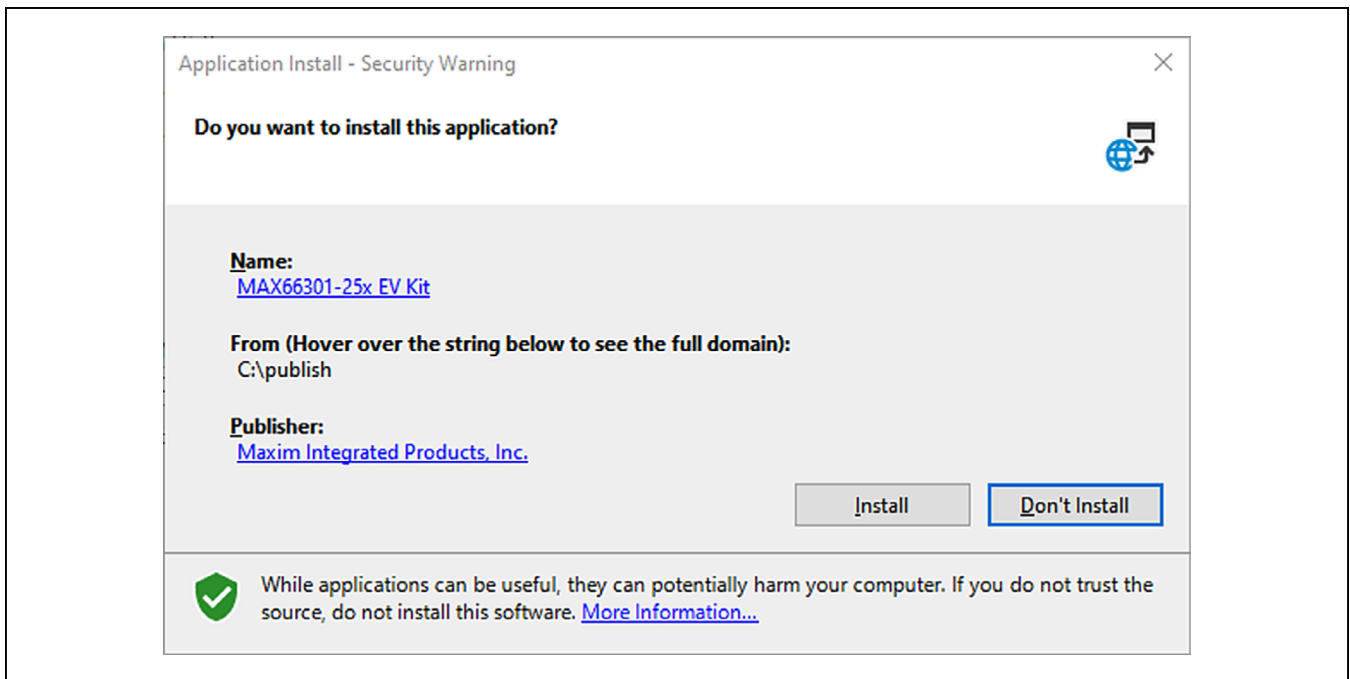 Application Install - Security Warning
Do you want to install this application?
Name:
MAX66301-25x EV Kit
From (Hover over the string below to see the full domain):
C:\publish
Publisher:
Maxim Integrated Products, Inc.
Install
Don't Install
While applications can be useful, they can potentially harm your computer. If you do not trust the
source, do not install this software. More Information...